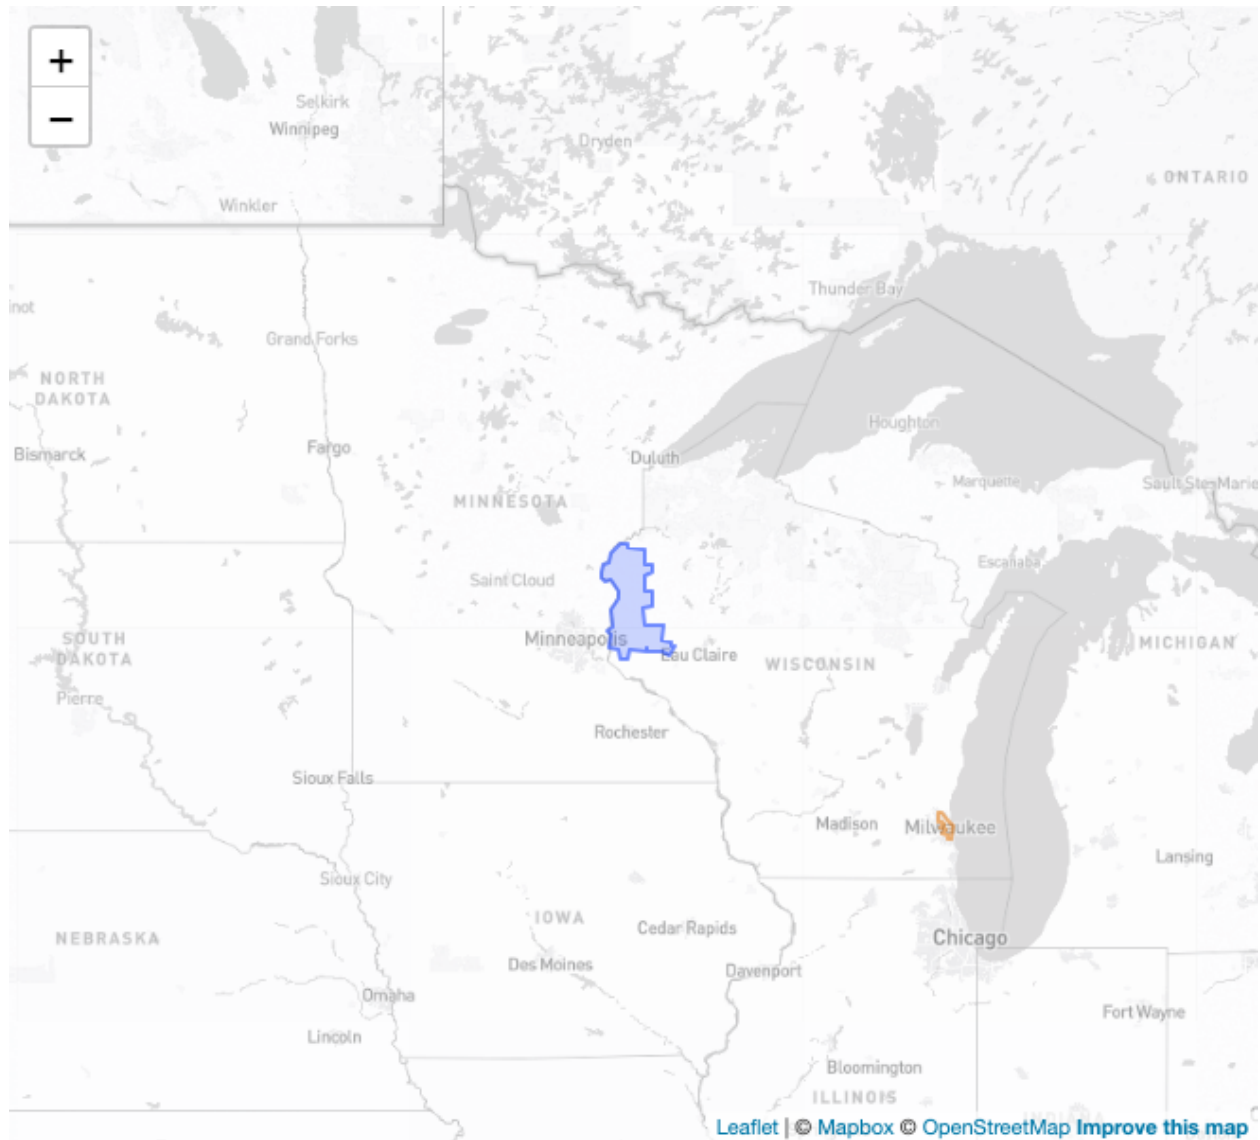 +
−
Selkirk
Winnipeg
Dryden
ONTARIO
Winkler
Thunder Bay
not
Grand Forks
NORTH
DAKOTA
Houghton
Fargo
Bismarck
Duluth
Marquette
Sault Ste-Marie
MINNESOTA
Escanaba
Saint Cloud
Minneapolis
SOUTH
DAKOTA
Eau Claire
WISCONSIN
MICHIGAN
Pierre
Rochester
Sioux Falls
Madison
Milwaukee
Lansing
Sioux City
IOWA
Cedar Rapids
NEBRASKA
Chicago
Des Moines
Davenport
Omaha
Fort Wayne
Lincoln
Bloomington
ILLINOIS
INDIANA
Leaflet | © Mapbox © OpenStreetMap Improve this map